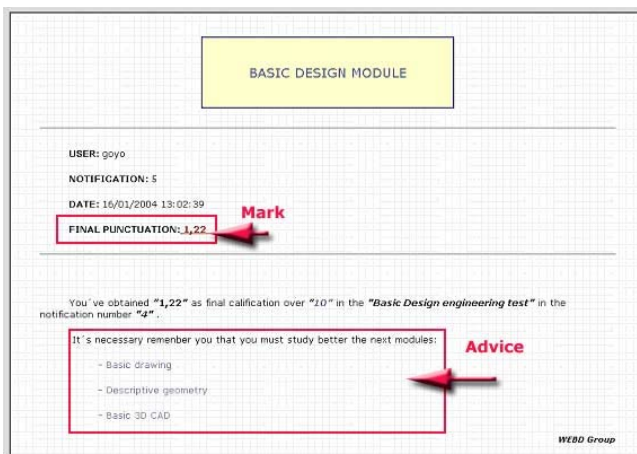 BASIC DESIGN MODULE
USER: goyo
NOTIFICATION: 5
DATE: 16/01/2004 13:02:39
Mark
FINAL PUNCTUATION: 1,22
You´ve obtained "1,22" as final calification over "10" in the "Basic Design engineering test" in the
notification number "4" .
It´s necessary remenber you that you must study better the next modules:
Advice
- Basic drawing
- Descriptive geometry
- Basic 3D CAD
WEBD Group